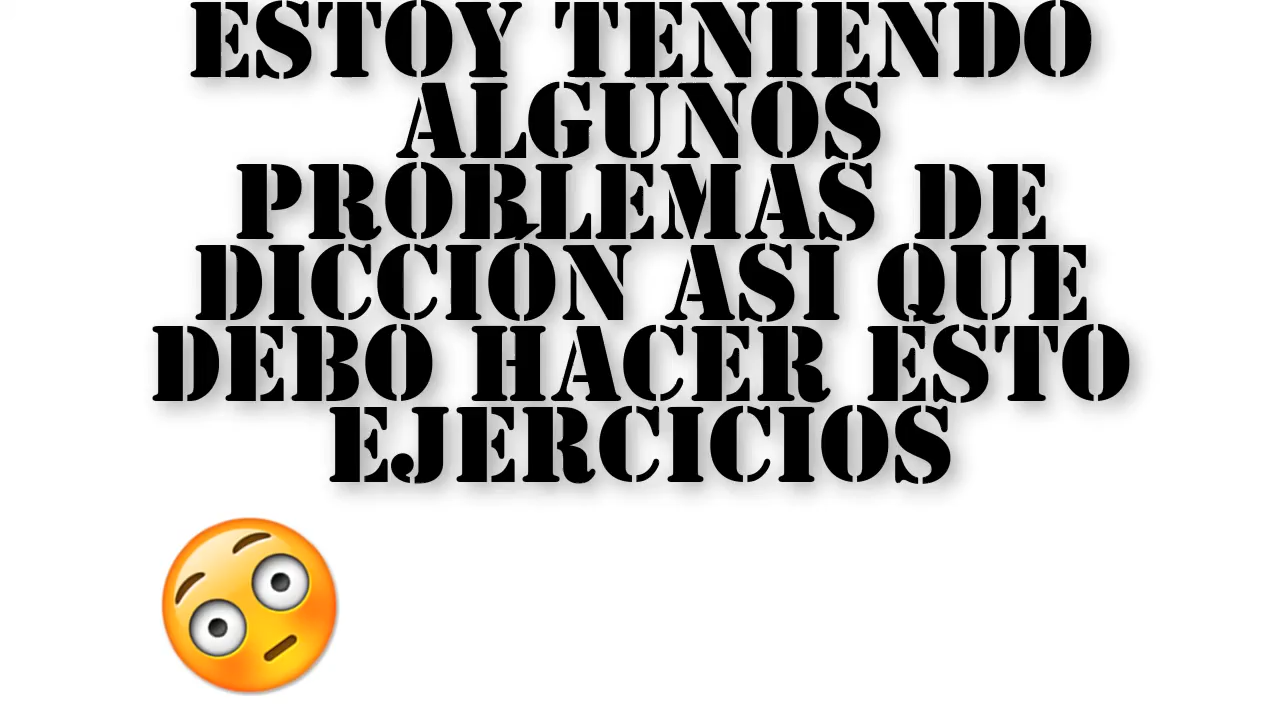 ESTOY TENIENDO
ALGUNOS
PROBLEMAS DE
DICCIÓN ASI QUE
DEBO HACER ESTO
EJERCICIOS